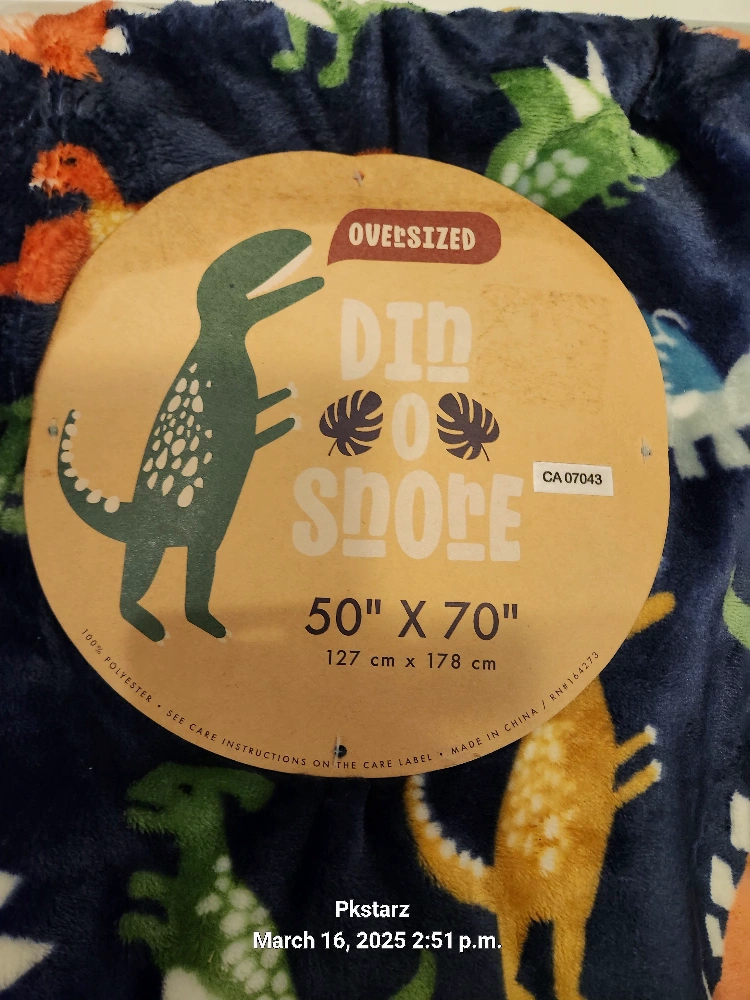 OVERSIZED
DIn
O
SnOrE
CA 07043
50" X 70"
127 cm x 178 cm
100% POLYESTER • SEE CARE INSTRUCTIONS ON THE CARE LABEL • MADE IN CHINA / RN#164273
Pkstarz
March 16, 2025 2:51 p.m.